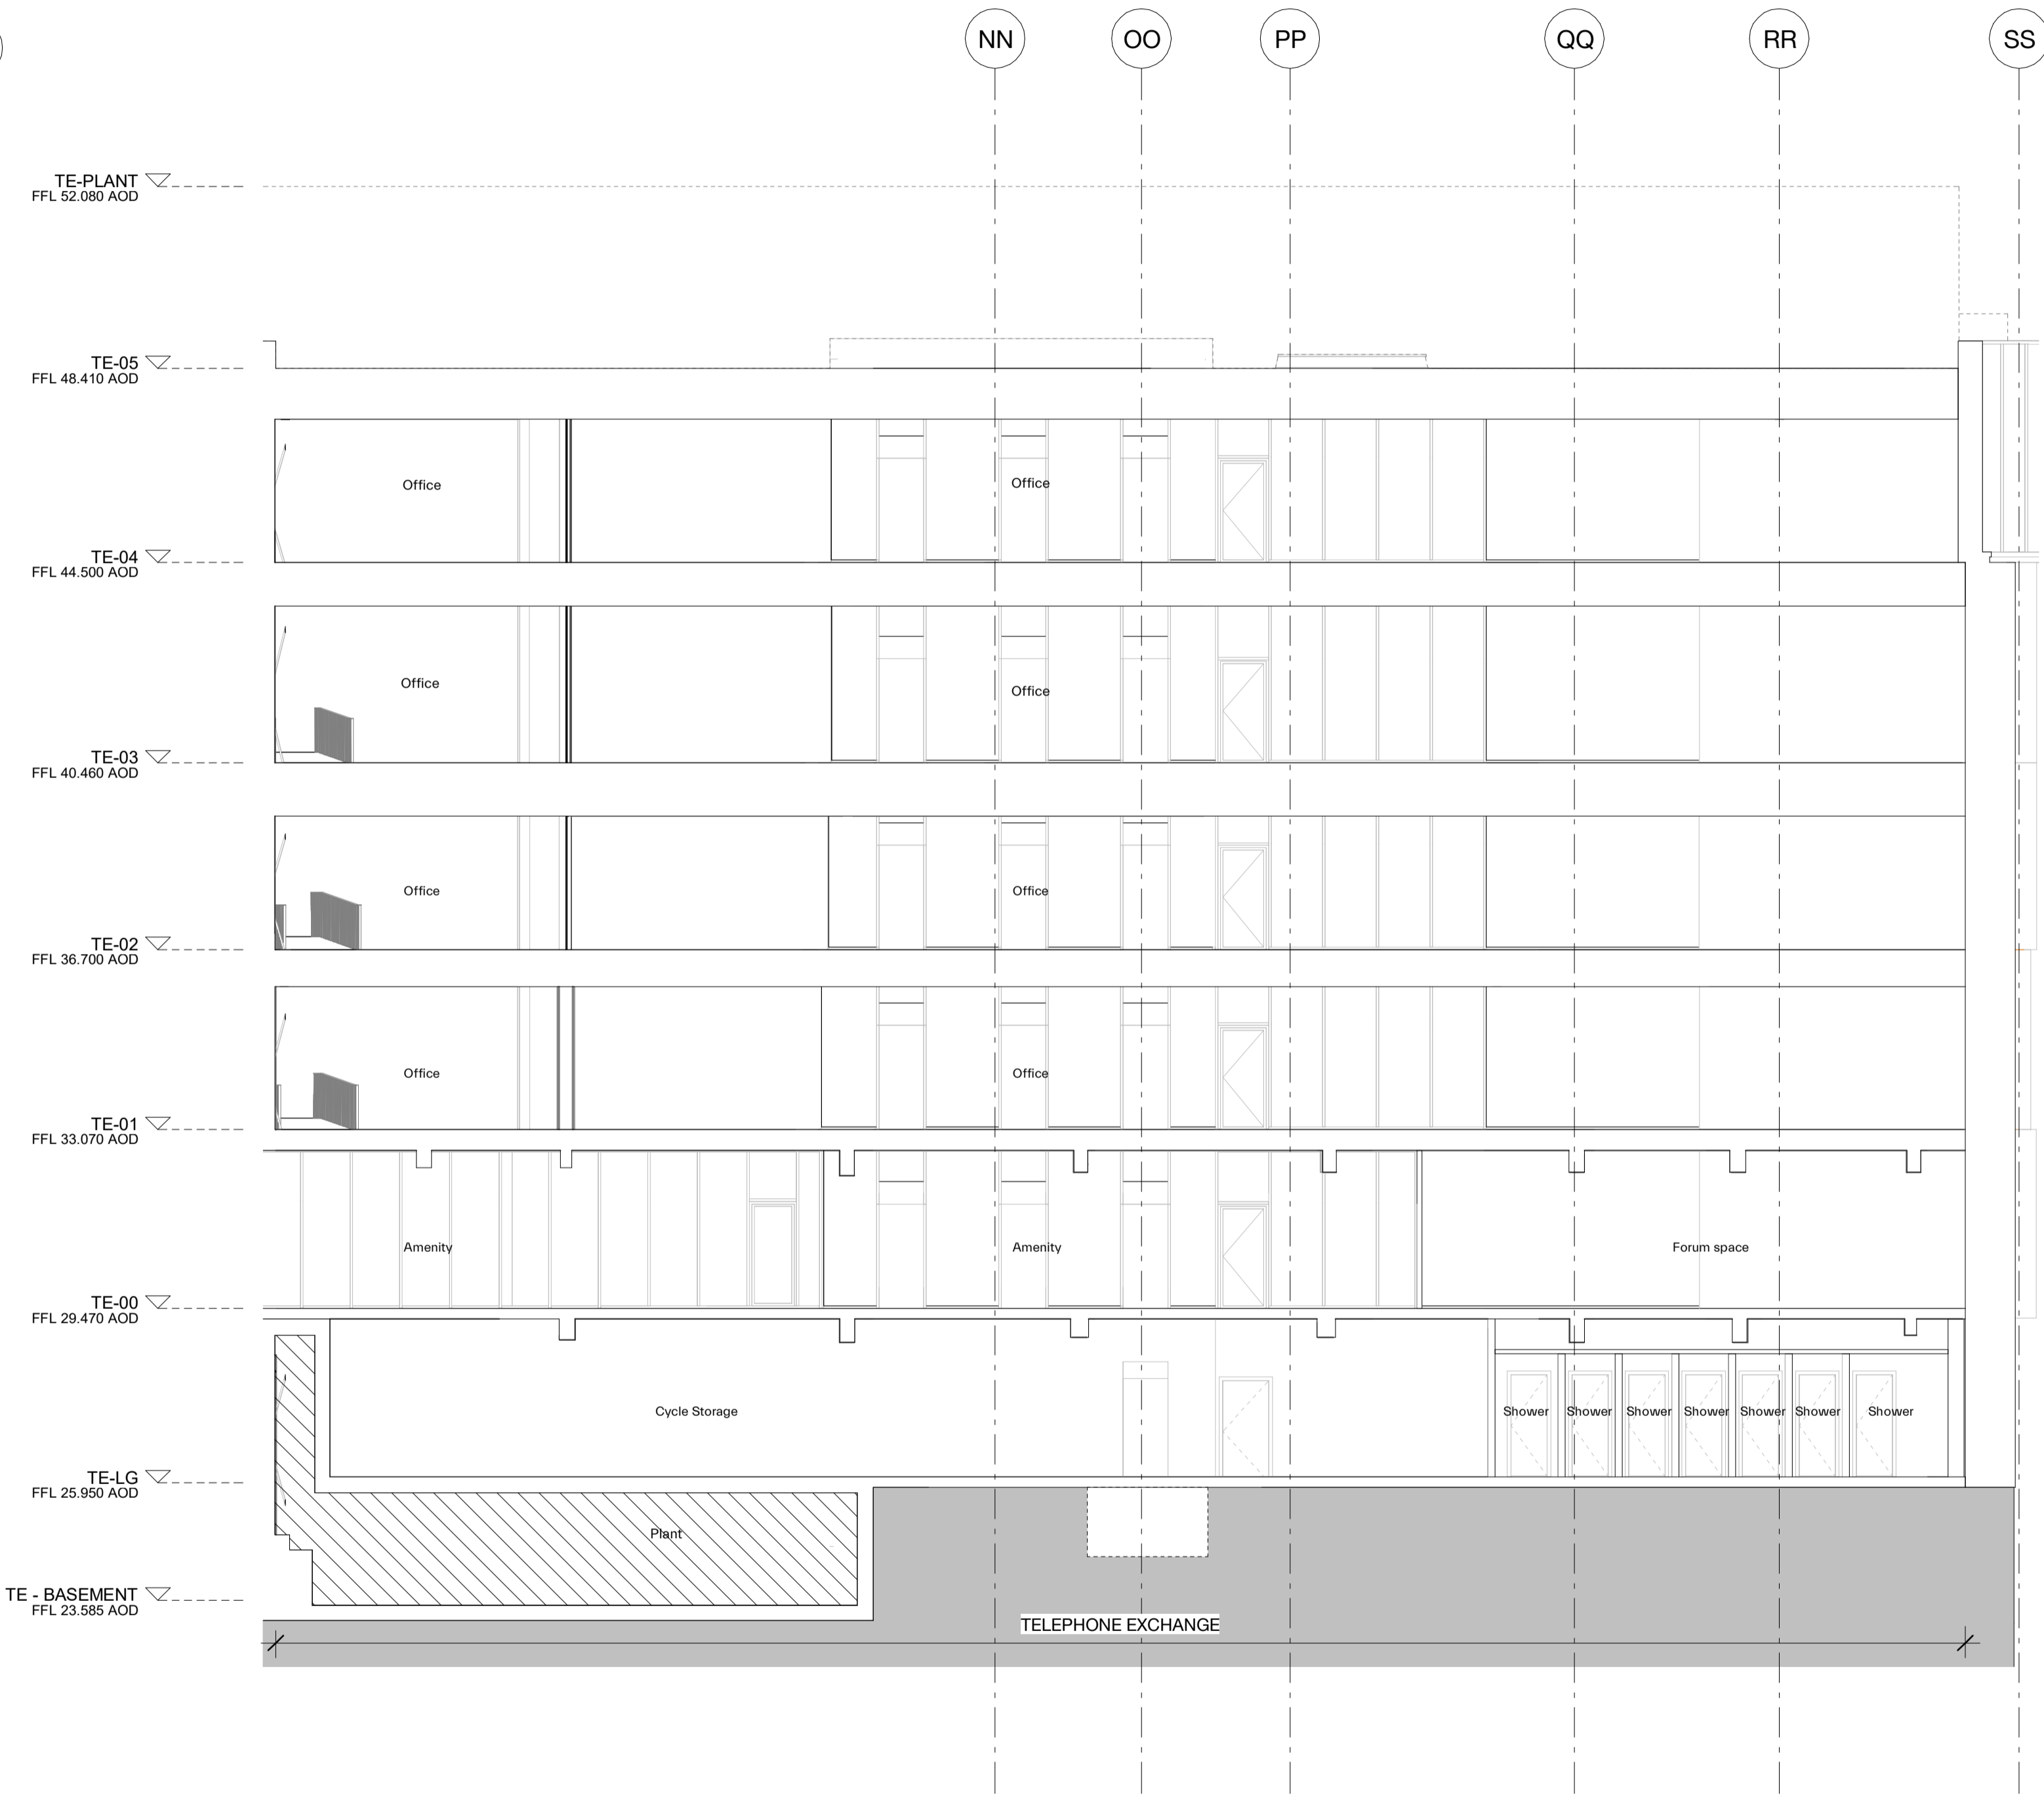 NN OO PP QQ RR SS
TE-PLANT
FFL 52.080 AOD
TE-05
FFL 48.410 AOD
Office Office
TE-04
FFL 44.500 AOD
Office Office
TE-03
FFL 40.460 AOD
Office Office
TE-02
FFL 36.700 AOD
Office Office
TE-01
FFL 33.070 AOD
Amenity Amenity Forum space
TE-00
FFL 29.470 AOD
Cycle Storage Shower Shower Shower Shower Shower Shower Shower
TE-LG
FFL 25.950 AOD
Plant
TE - BASEMENT
FFL 23.585 AOD
TELEPHONE EXCHANGE